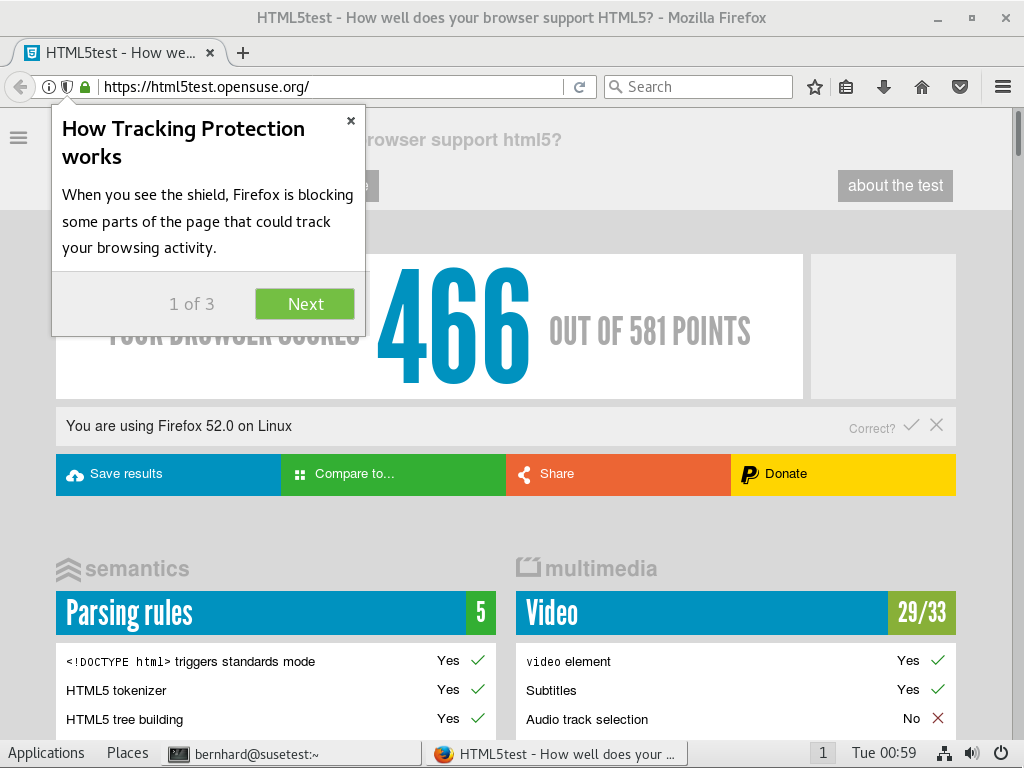 HTML5test - How well does your browser support HTML5? - Mozilla Firefox
HTML5test - How we...
https://html5test.opensuse.org/
Search
How Tracking Protection
works
When you see the shield, Firefox is blocking
some parts of the page that could track
your browsing activity.
1 of 3
Next
browser support html5?
about the test
YOUR BROWSER SCORES 466 OUT OF 581 POINTS
You are using Firefox 52.0 on Linux
Correct?
Save results
Compare to...
Share
Donate
semantics
Parsing rules 5
<!DOCTYPE html> triggers standards mode Yes
HTML5 tokenizer Yes
HTML5 tree building Yes
multimedia
Video 29/33
video element Yes
Subtitles Yes
Audio track selection No
Applications
Places
bernhard@susetest:~
HTML5test - How well does your ...
1
Tue 00:59